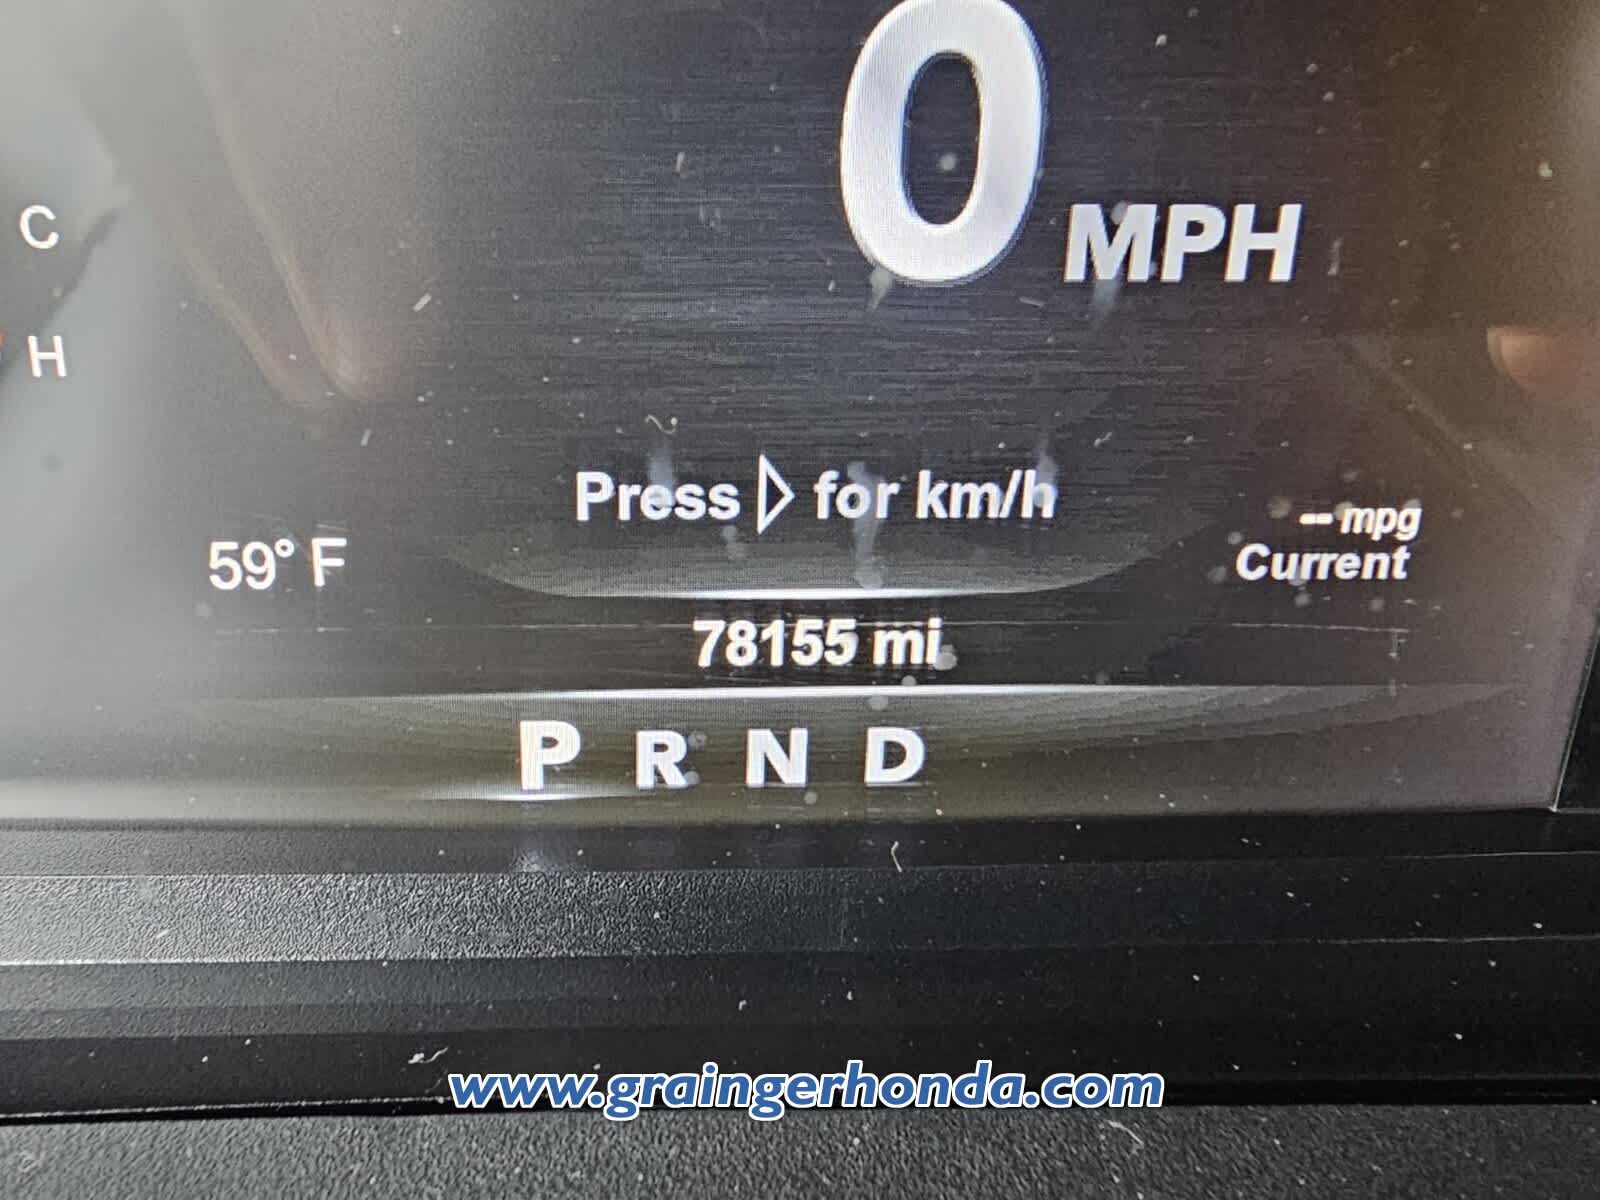 0 MPH
C
H
Press ▷ for km/h
-- mpg
59° F
Current
78155 mi
P R N D
www.graingerhonda.com